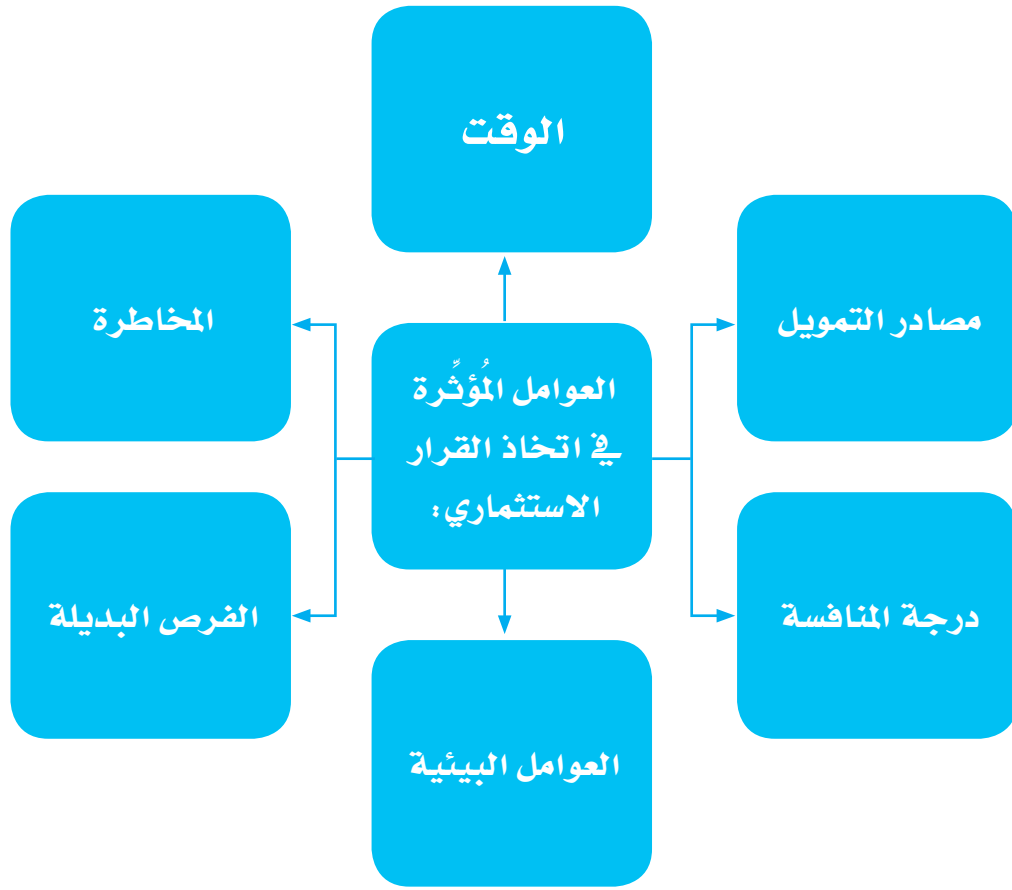 الوقت
مصادر التمويل
المخاطرة
العوامل المُؤثِّرة
في اتخاذ القرار
الاستثماري:
درجة المنافسة
الفرص البديلة
العوامل البيئية